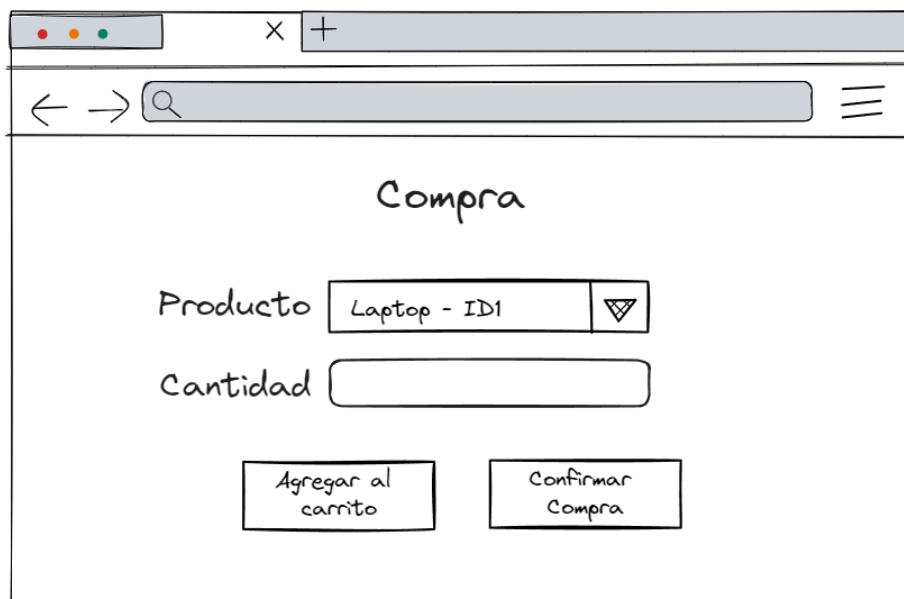 Compra
Producto
Laptop - ID1
Cantidad
Agregar al
carrito
Confirmar
Compra